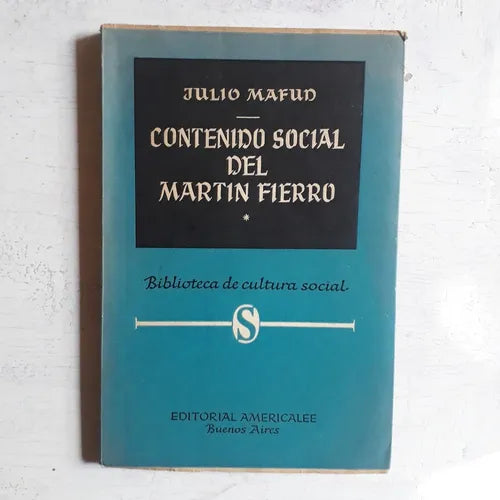 JULIO MAFUD
CONTENIDO SOCIAL
DEL
MARTIN FIERRO
*
Biblioteca de cultura social
S
EDITORIAL AMERICALEE
Buenos Aires